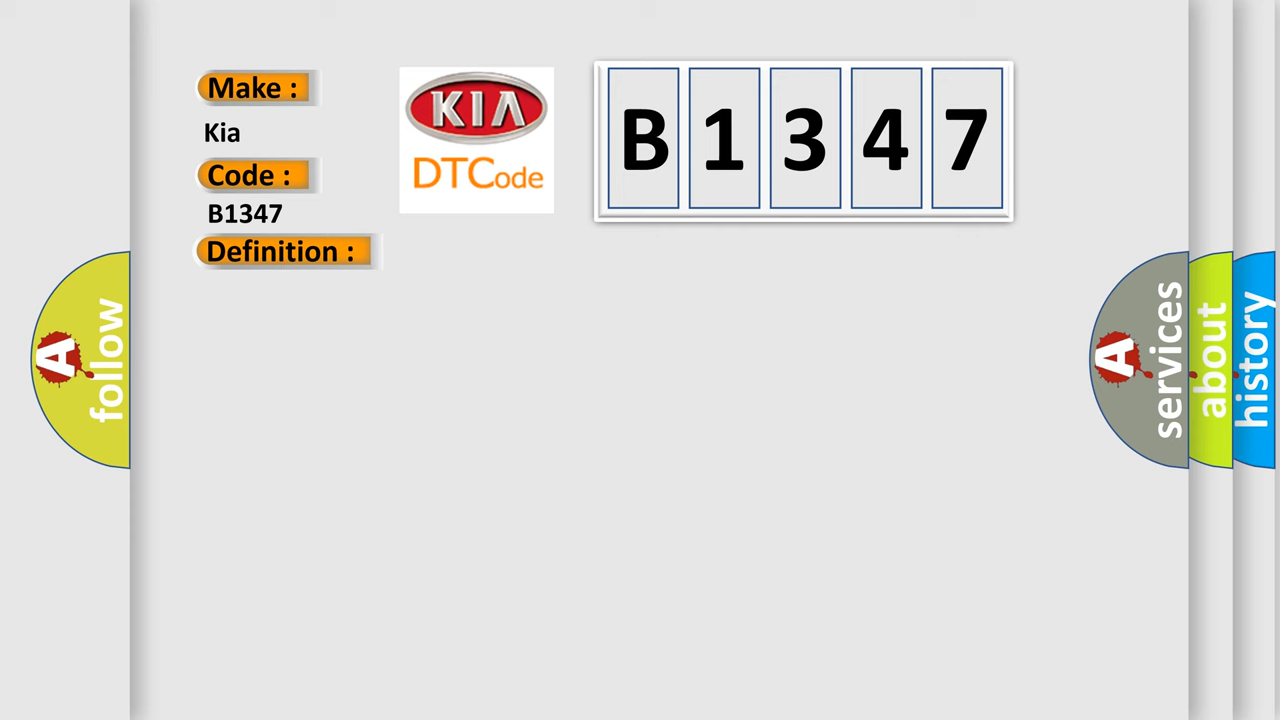 Make :
Kia
Code :
B1347
Definition :
KIA
DTCode
B 1 3 4 7
A follow
A services
about
history